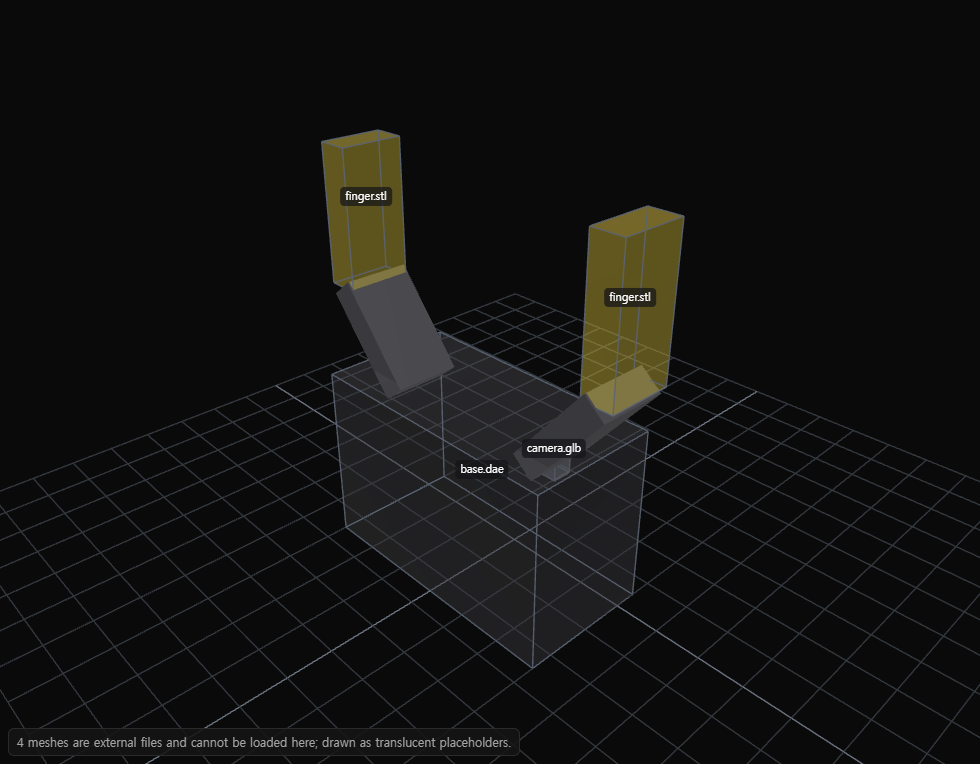 finger.stl
finger.stl
camera.glb
base.dae
4 meshes are external files and cannot be loaded here; drawn as translucent placeholders.